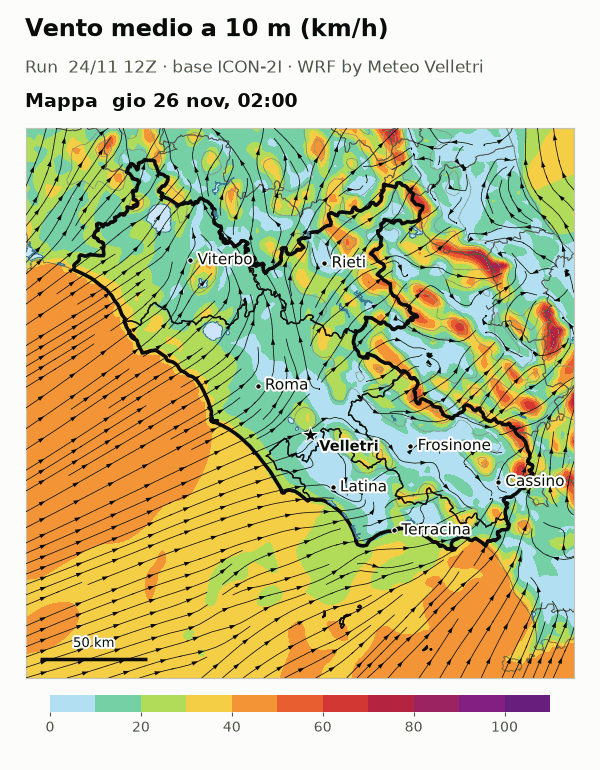 Vento medio a 10 m (km/h)
Run  24/11 12Z · base ICON-2I · WRF by Meteo Velletri
Mappa  gio 26 nov, 02:00
Viterbo
Rieti
Roma
Velletri
Frosinone
Latina
Cassino
Terracina
50 km
0 20 40 60 80 100